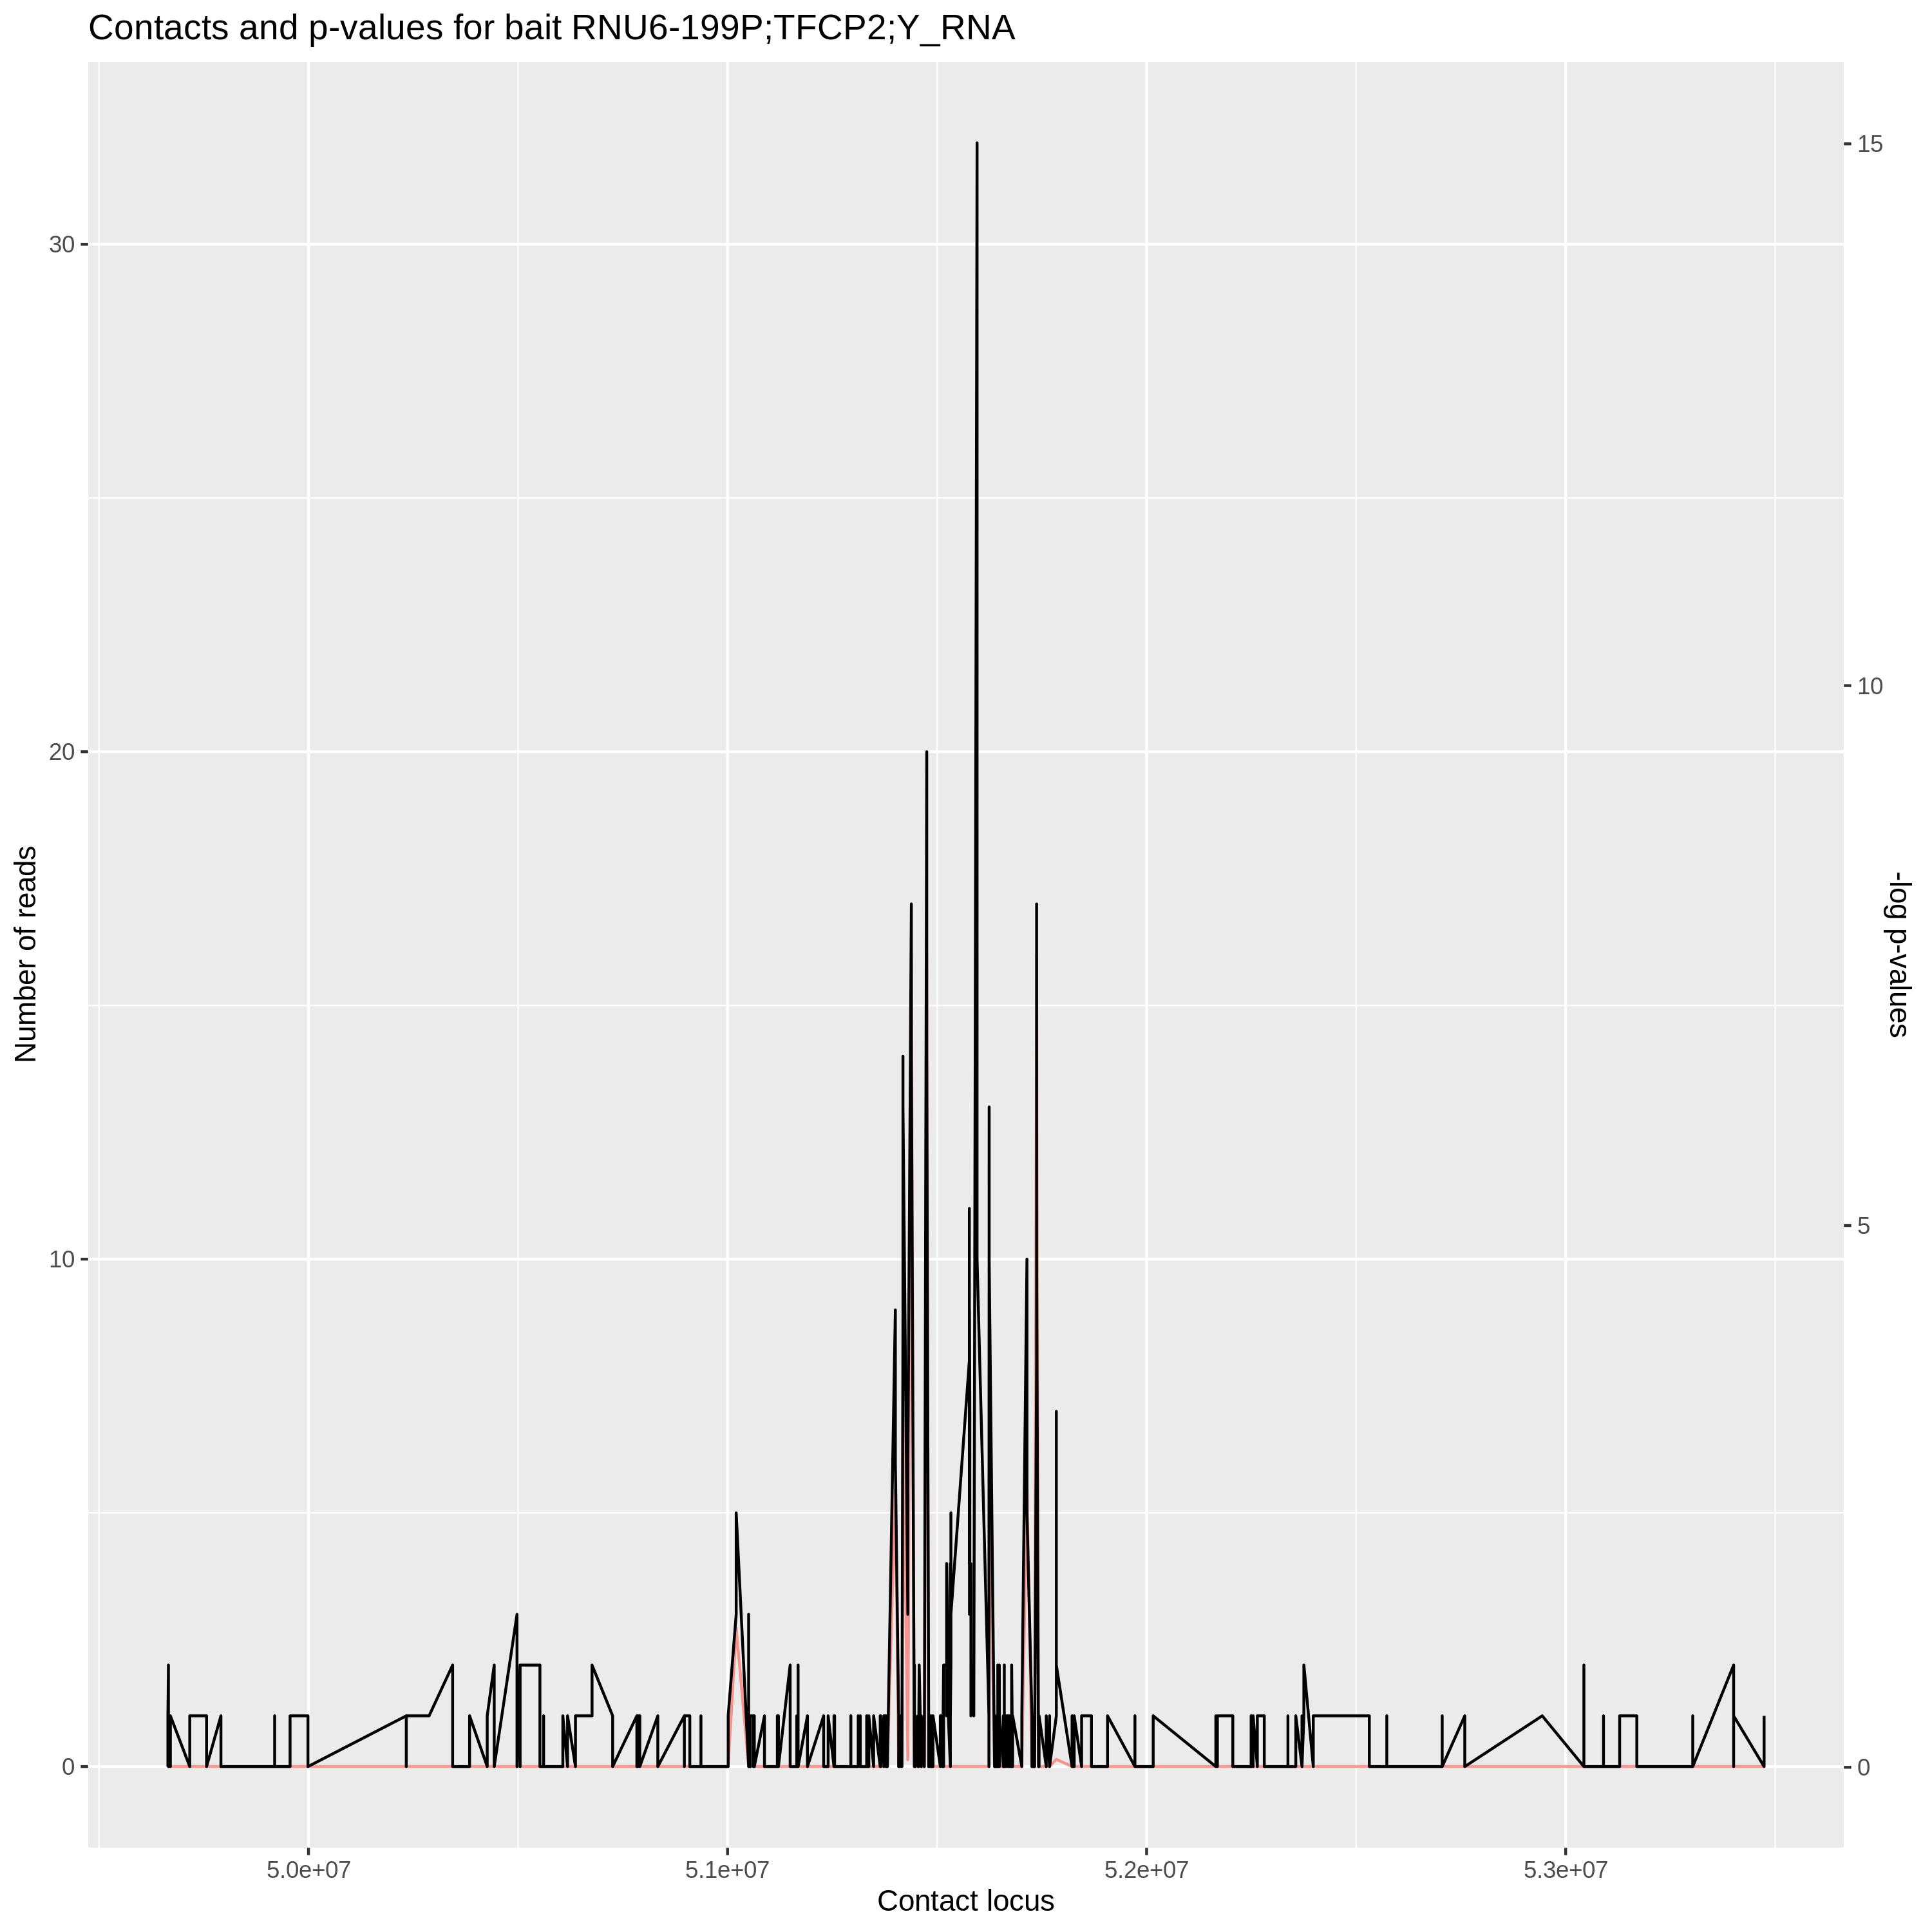 Contacts and p-values for bait RNU6-199P;TFCP2;Y_RNA
15
30
10
20
Number of reads
-log p-values
5
10
0
0
5.0e+07
5.1e+07
5.2e+07
5.3e+07
Contact locus